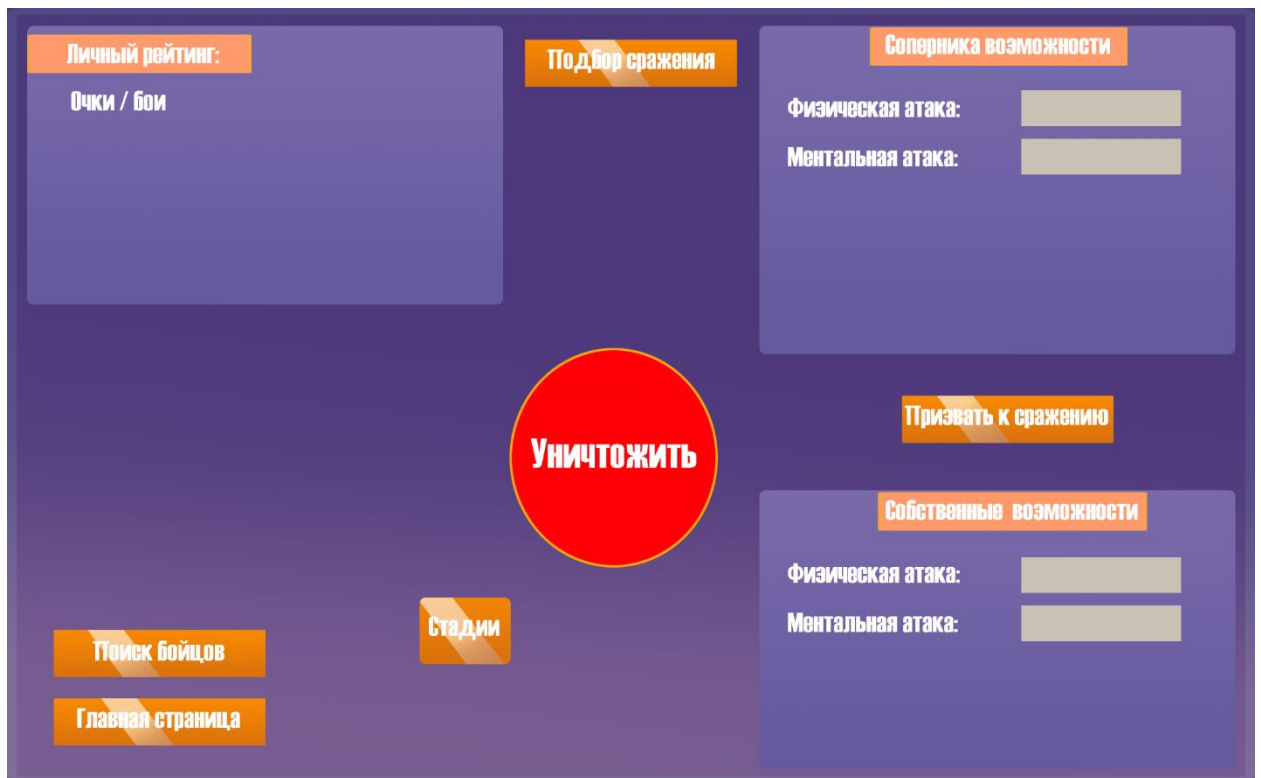 Личный рейтинг:
Очки / бои
Подбор сражения
Соперника возможности
Физическая атака:
Ментальная атака:
Призвать к сражению
Уничтожить
Собственные возможности
Физическая атака:
Ментальная атака:
Стадии
Поиск бойцов
Главная страница